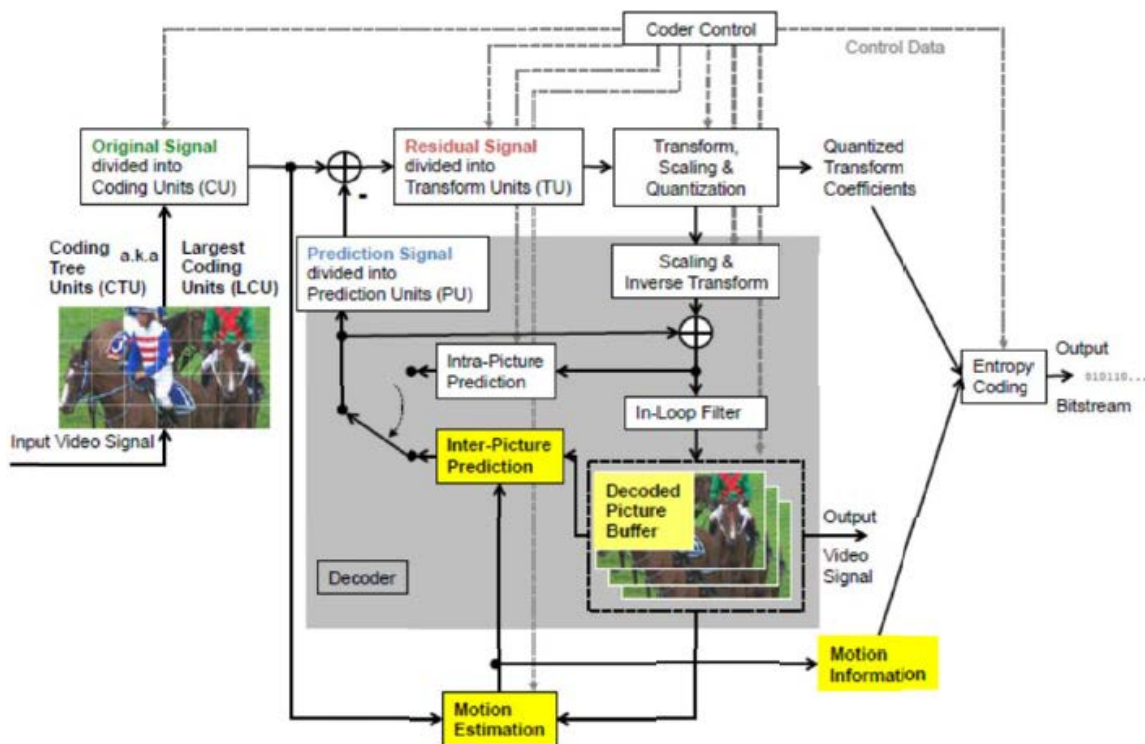 Coder Control
Control Data
Original Signal
divided into
Coding Units (CU)
Residual Signal
divided into
Transform Units (TU)
Transform,
Scaling &
Quantization
Quantized
Transform
Coefficients
-
Coding
Tree
Units (CTU)
a.k.a
Largest
Coding
Units (LCU)
Prediction Signal
divided into
Prediction Units (PU)
Scaling &
Inverse Transform
Intra-Picture
Prediction
In-Loop Filter
Entropy
Coding
Output
010110...
Bitstream
Input Video Signal
Inter-Picture
Prediction
Decoded
Picture
Buffer
Output
Video
Signal
Decoder
Motion
Information
Motion
Estimation